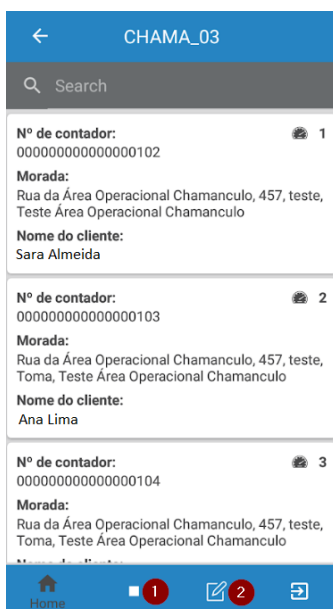 CHAMA_03
Search
Nº de contador:
1
000000000000000102
Morada:
Rua da Área Operacional Chamanculo, 457, teste,
Teste Área Operacional Chamanculo
Nome do cliente:
Sara Almeida
Nº de contador:
2
000000000000000103
Morada:
Rua da Área Operacional Chamanculo, 457, teste,
Toma, Teste Área Operacional Chamanculo
Nome do cliente:
Ana Lima
Nº de contador:
3
000000000000000104
Morada:
Rua da Área Operacional Chamanculo, 457, teste,
Toma, Teste Área Operacional Chamanculo
Home
1
2